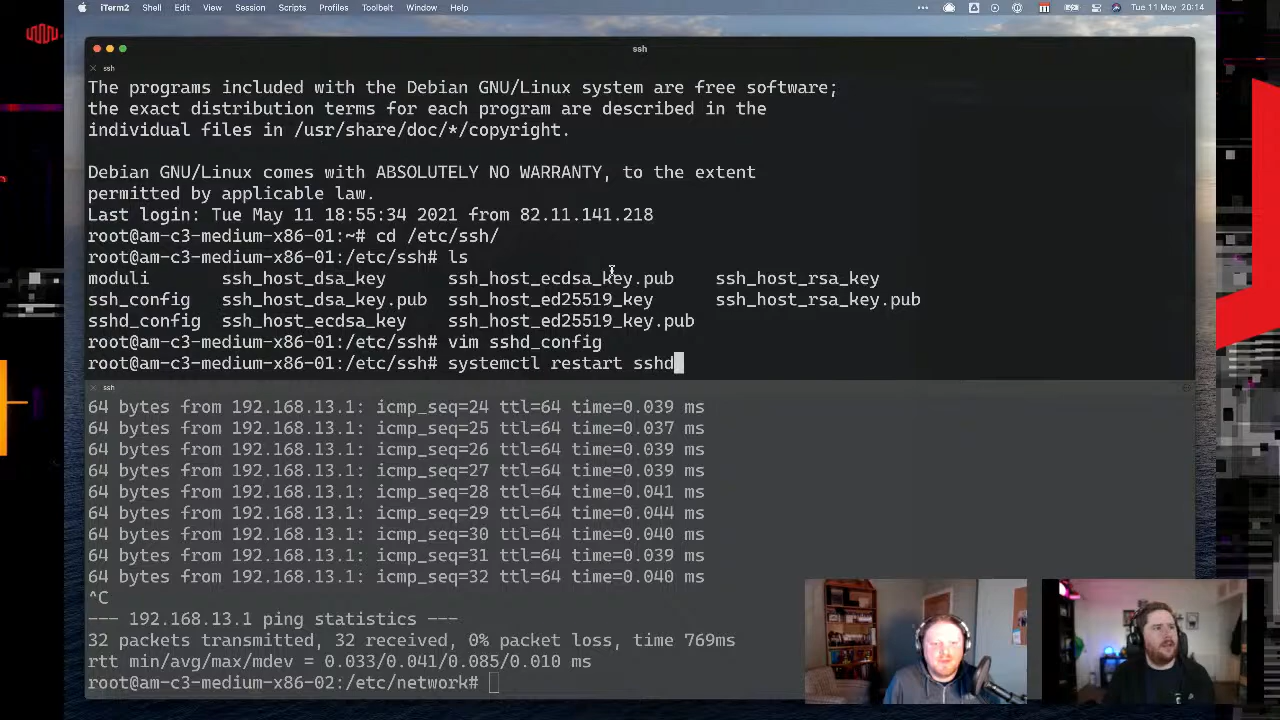 iTerm2 Shell Edit View Session Scripts Profiles Toolbelt Window Help Tue 11 May 20:14
ssh
ssh
The programs included with the Debian GNU/Linux system are free software;
the exact distribution terms for each program are described in the
individual files in /usr/share/doc/*/copyright.
Debian GNU/Linux comes with ABSOLUTELY NO WARRANTY, to the extent
permitted by applicable law.
Last login: Tue May 11 18:55:34 2021 from 82.11.141.218
root@am-c3-medium-x86-01:~# cd /etc/ssh/
root@am-c3-medium-x86-01:/etc/ssh# ls
moduli ssh_host_dsa_key ssh_host_ecdsa_key.pub ssh_host_rsa_key
ssh_config ssh_host_dsa_key.pub ssh_host_ed25519_key ssh_host_rsa_key.pub
sshd_config ssh_host_ecdsa_key ssh_host_ed25519_key.pub
root@am-c3-medium-x86-01:/etc/ssh# vim sshd_config
root@am-c3-medium-x86-01:/etc/ssh# systemctl restart sshd
ssh
64 bytes from 192.168.13.1: icmp_seq=24 ttl=64 time=0.039 ms
64 bytes from 192.168.13.1: icmp_seq=25 ttl=64 time=0.037 ms
64 bytes from 192.168.13.1: icmp_seq=26 ttl=64 time=0.039 ms
64 bytes from 192.168.13.1: icmp_seq=27 ttl=64 time=0.039 ms
64 bytes from 192.168.13.1: icmp_seq=28 ttl=64 time=0.041 ms
64 bytes from 192.168.13.1: icmp_seq=29 ttl=64 time=0.044 ms
64 bytes from 192.168.13.1: icmp_seq=30 ttl=64 time=0.040 ms
64 bytes from 192.168.13.1: icmp_seq=31 ttl=64 time=0.039 ms
64 bytes from 192.168.13.1: icmp_seq=32 ttl=64 time=0.040 ms
^C
--- 192.168.13.1 ping statistics ---
32 packets transmitted, 32 received, 0% packet loss, time 769ms
rtt min/avg/max/mdev = 0.033/0.041/0.085/0.010 ms
root@am-c3-medium-x86-02:/etc/network#